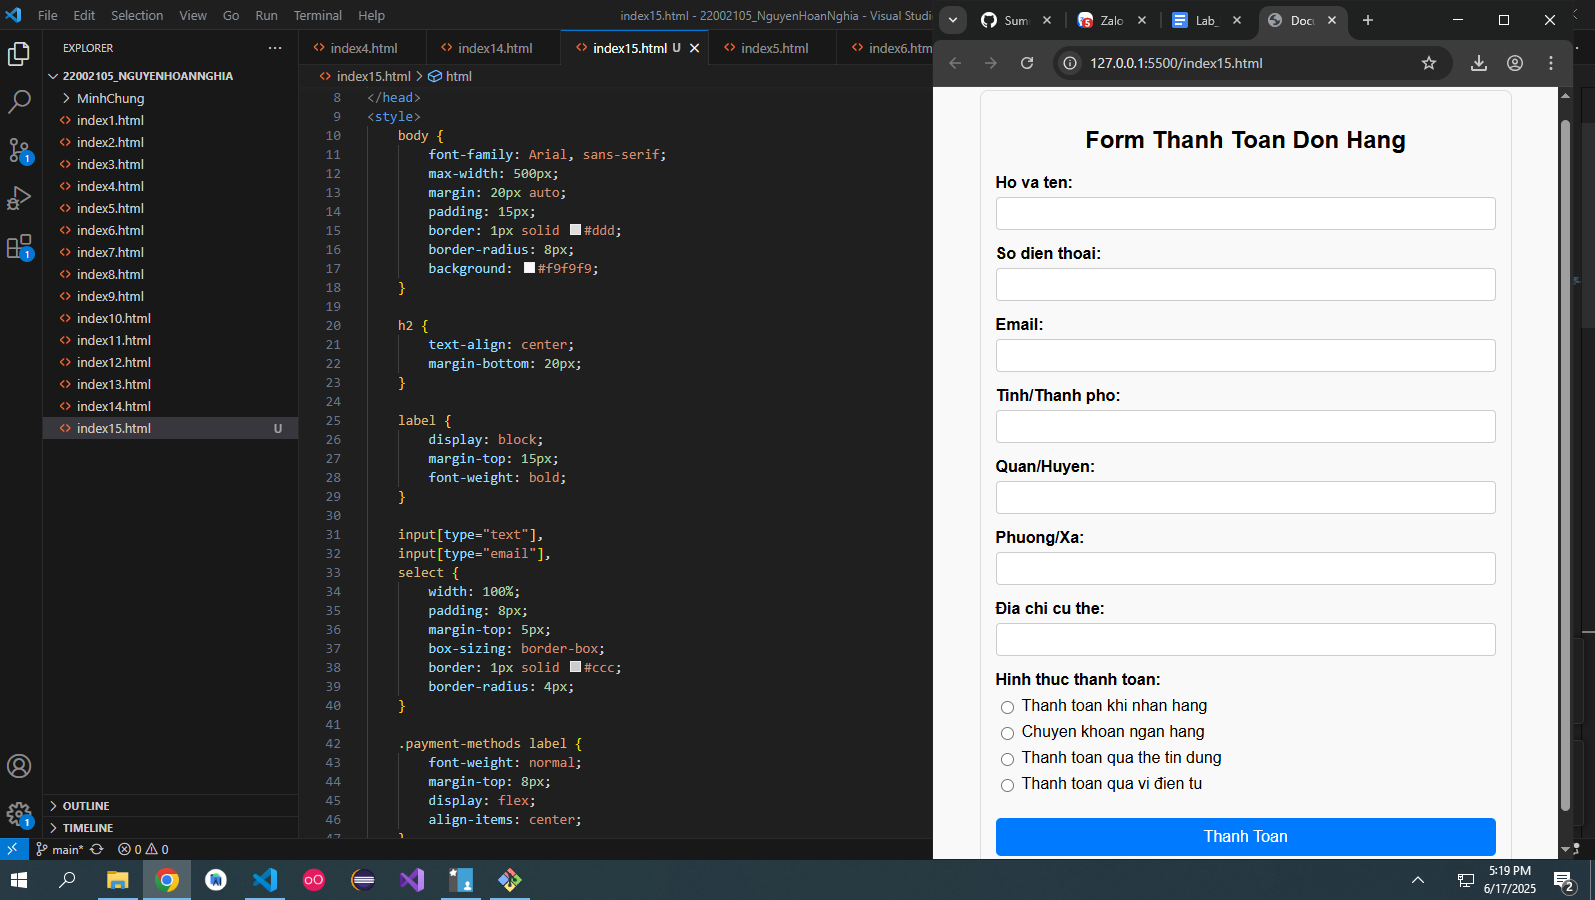 File Edit Selection View Go Run Terminal Help
index15.html - 22002105_NguyenHoanNghia - Visual Studi
EXPLORER
22002105_NGUYENHOANNGHIA
MinhChung
index1.html
index2.html
index3.html
index4.html
index5.html
index6.html
index7.html
index8.html
index9.html
index10.html
index11.html
index12.html
index13.html
index14.html
index15.html U
OUTLINE
TIMELINE
index4.html index14.html index15.html U index5.html index6.htm
index15.html > html
8 </head>
9 <style>
10 body {
11 font-family: Arial, sans-serif;
12 max-width: 500px;
13 margin: 20px auto;
14 padding: 15px;
15 border: 1px solid #ddd;
16 border-radius: 8px;
17 background: #f9f9f9;
18 }
19
20 h2 {
21 text-align: center;
22 margin-bottom: 20px;
23 }
24
25 label {
26 display: block;
27 margin-top: 15px;
28 font-weight: bold;
29 }
30
31 input[type="text"],
32 input[type="email"],
33 select {
34 width: 100%;
35 padding: 8px;
36 margin-top: 5px;
37 box-sizing: border-box;
38 border: 1px solid #ccc;
39 border-radius: 4px;
40 }
41
42 .payment-methods label {
43 font-weight: normal;
44 margin-top: 8px;
45 display: flex;
46 align-items: center;
47 }
main* 0 0
1
1
1
Sum Zalo Lab_ Docu
127.0.0.1:5500/index15.html
Form Thanh Toan Don Hang
Ho va ten:
So dien thoai:
Email:
Tinh/Thanh pho:
Quan/Huyen:
Phuong/Xa:
Đia chi cu the:
Hinh thuc thanh toan:
Thanh toan khi nhan hang
Chuyen khoan ngan hang
Thanh toan qua the tin dung
Thanh toan qua vi đien tu
Thanh Toan
5:19 PM
6/17/2025
2